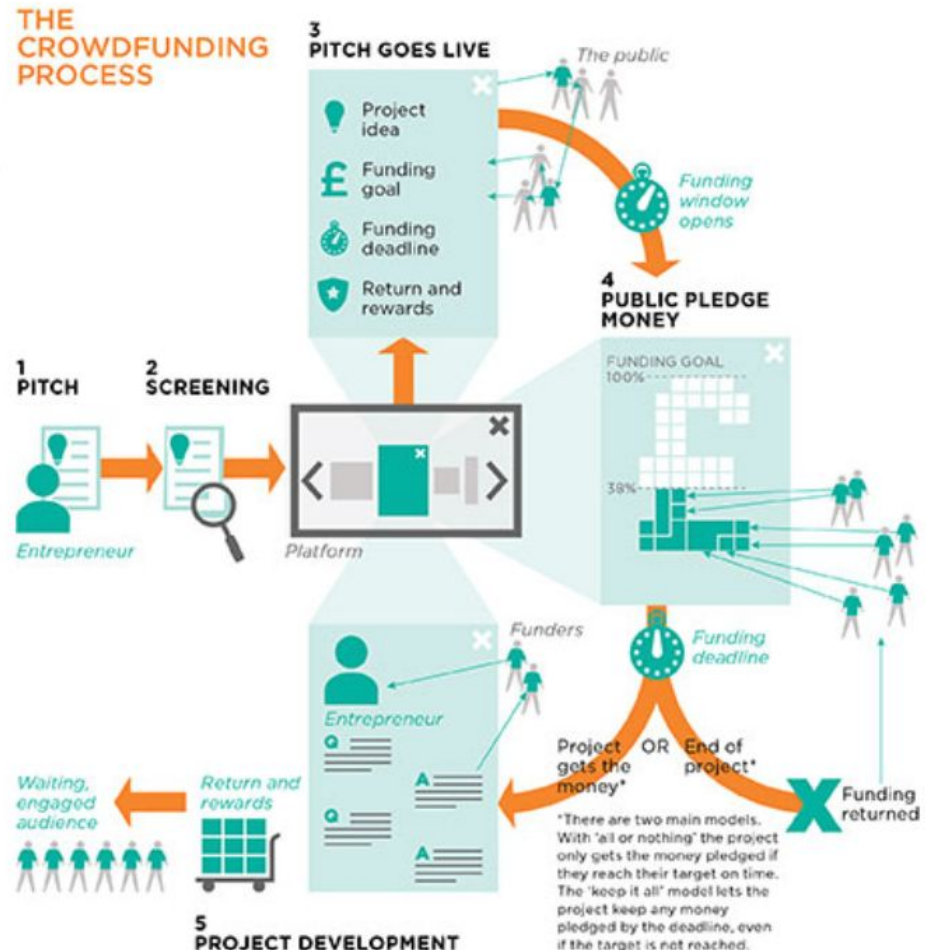 THE
CROWDFUNDING
PROCESS
1
PITCH
Entrepreneur
2
SCREENING
Platform
3
PITCH GOES LIVE
Project
idea
£
Funding
goal
Funding
deadline
Return and
rewards
The public
Funding
window
opens
4
PUBLIC PLEDGE
MONEY
FUNDING GOAL
100%
38%
Funding
deadline
Project
gets the
money*
OR
End of
project*
Funding
returned
*There are two main models.
With 'all or nothing' the project
only gets the money pledged if
they reach their target on time.
The 'keep it all' model lets the
project keep any money
pledged by the deadline, even
if the target is not reached.
Funders
Entrepreneur
Q
A
Q
A
Return and
rewards
Waiting,
engaged
audience
5
PROJECT DEVELOPMENT